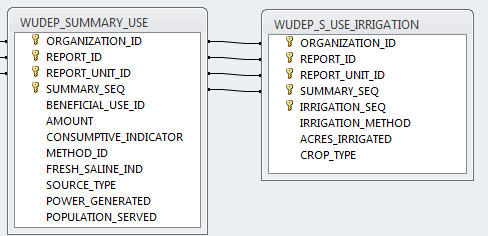 WUDEP_SUMMARY_USE
ORGANIZATION_ID
REPORT_ID
REPORT_UNIT_ID
SUMMARY_SEQ
BENEFICIAL_USE_ID
AMOUNT
CONSUMPTIVE_INDICATOR
METHOD_ID
FRESH_SALINE_IND
SOURCE_TYPE
POWER_GENERATED
POPULATION_SERVED
WUDEP_S_USE_IRRIGATION
ORGANIZATION_ID
REPORT_ID
REPORT_UNIT_ID
SUMMARY_SEQ
IRRIGATION_SEQ
IRRIGATION_METHOD
ACRES_IRRIGATED
CROP_TYPE